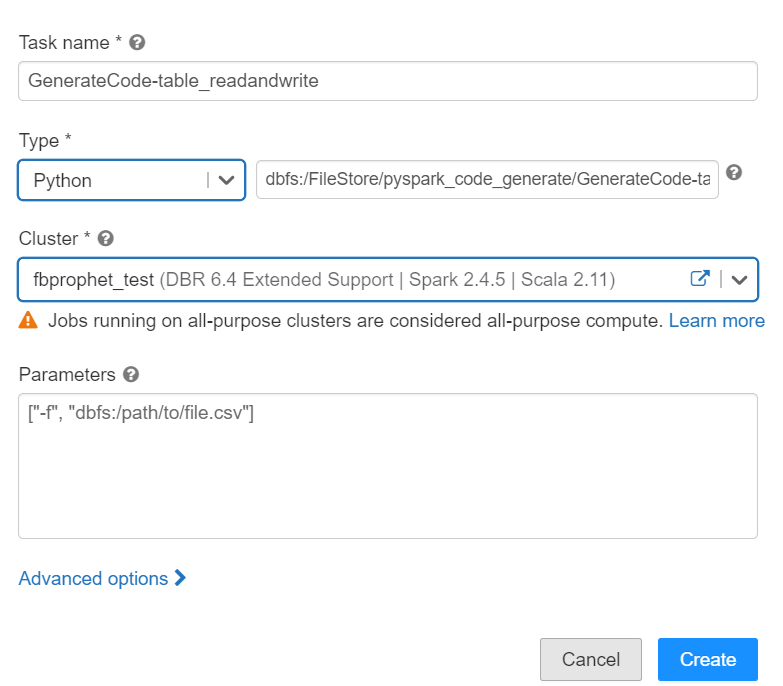 Task name *
GenerateCode-table_readandwrite
Type *
Python
dbfs:/FileStore/pyspark_code_generate/GenerateCode-ta
Cluster *
fbprophet_test (DBR 6.4 Extended Support | Spark 2.4.5 | Scala 2.11)
Jobs running on all-purpose clusters are considered all-purpose compute. Learn more
Parameters
["-f", "dbfs:/path/to/file.csv"]
Advanced options
Cancel
Create